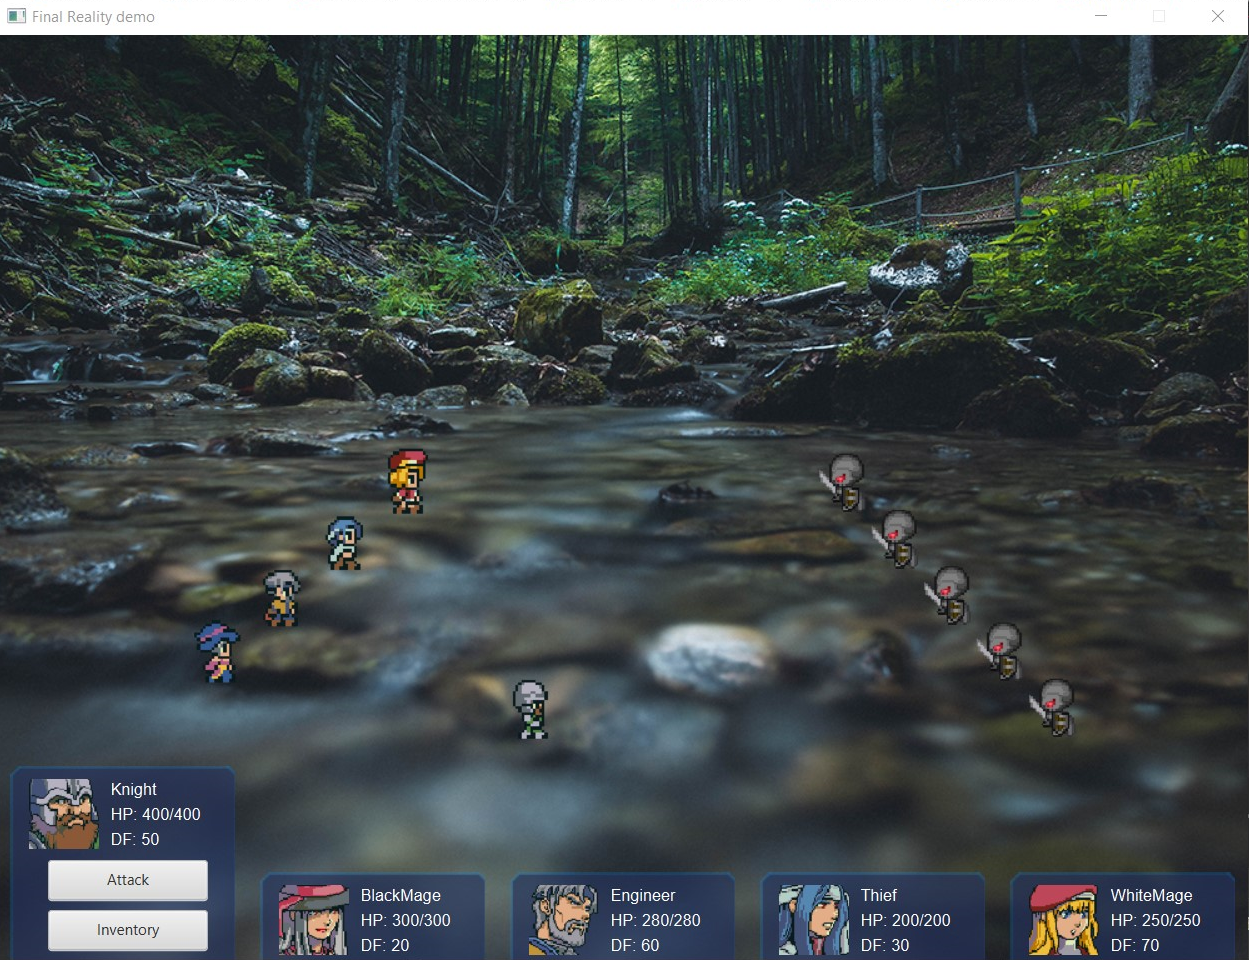 Final Reality demo
Knight
HP: 400/400
DF: 50
Attack
Inventory
BlackMage
HP: 300/300
DF: 20
Engineer
HP: 280/280
DF: 60
Thief
HP: 200/200
DF: 30
WhiteMage
HP: 250/250
DF: 70